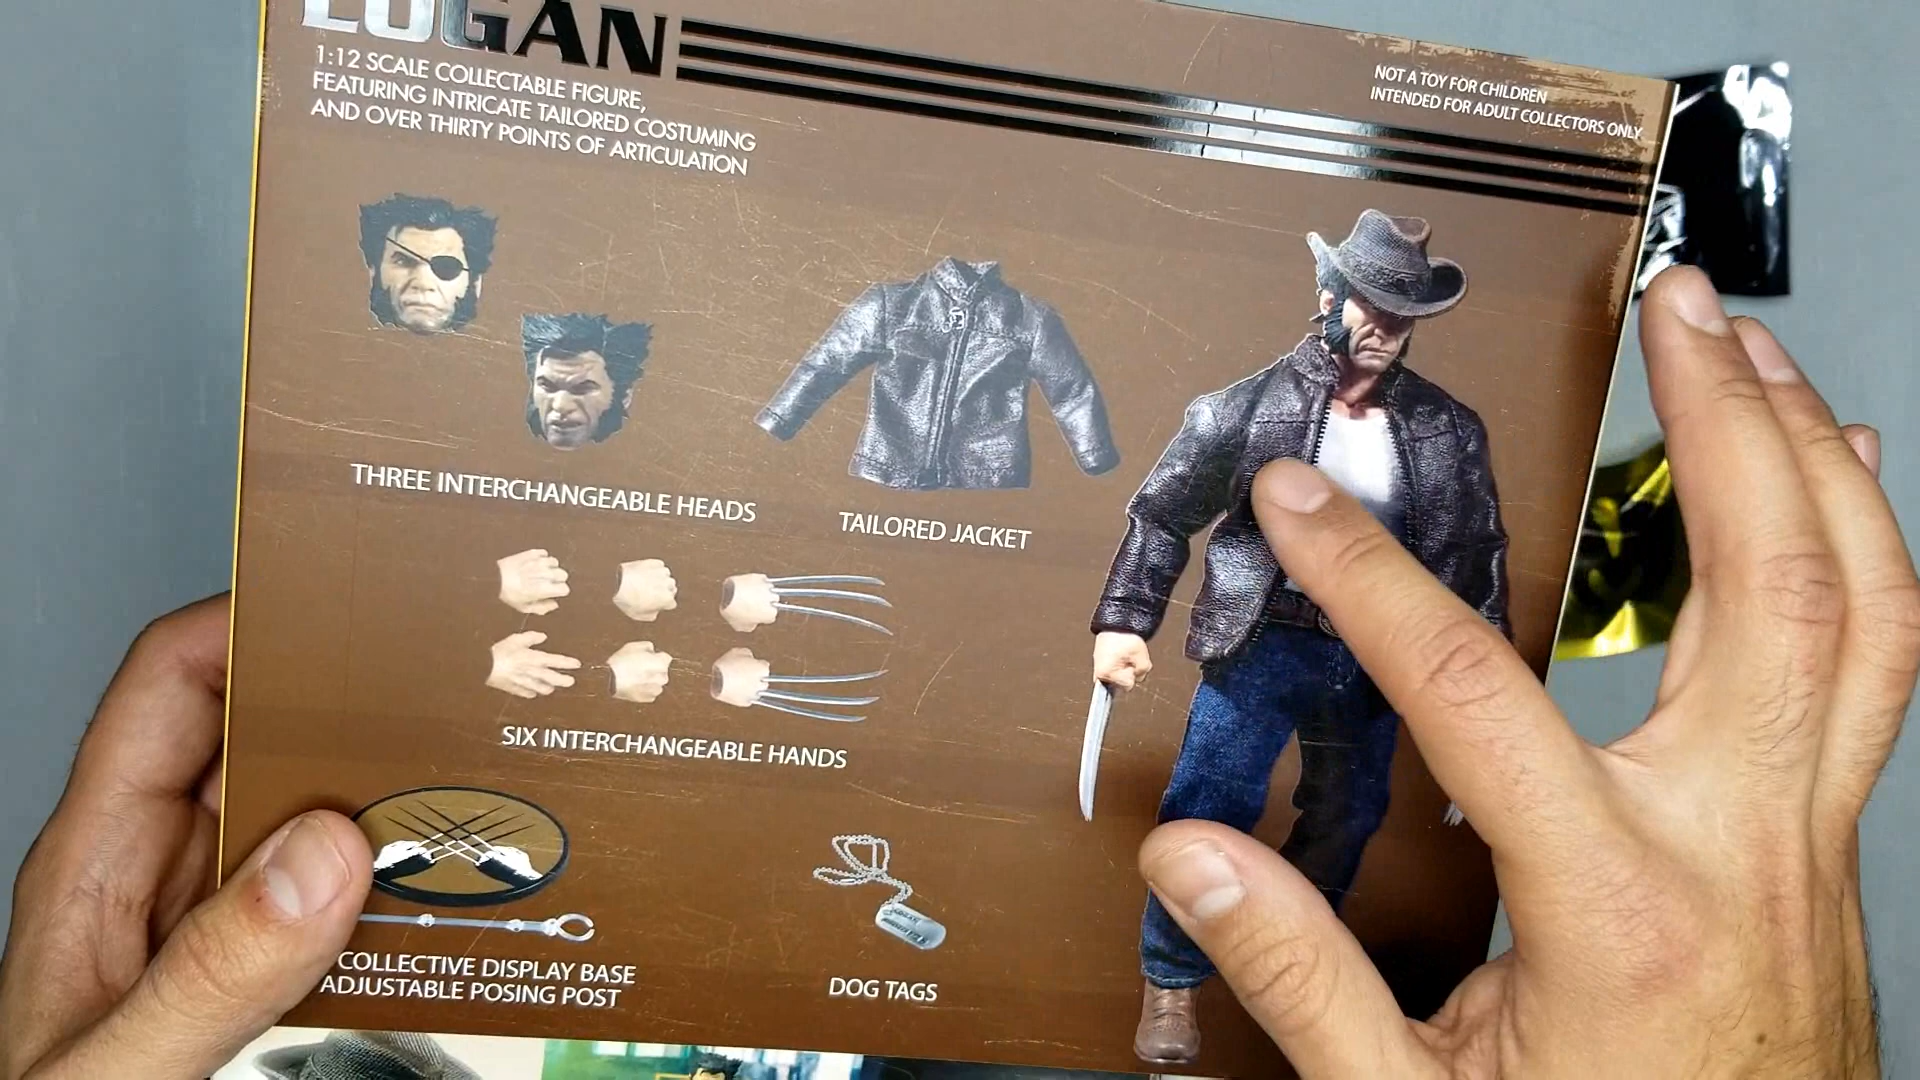 LOGAN
1:12 SCALE COLLECTABLE FIGURE,
FEATURING INTRICATE TAILORED COSTUMING
AND OVER THIRTY POINTS OF ARTICULATION
NOT A TOY FOR CHILDREN
INTENDED FOR ADULT COLLECTORS ONLY
THREE INTERCHANGEABLE HEADS
TAILORED JACKET
SIX INTERCHANGEABLE HANDS
COLLECTIVE DISPLAY BASE
ADJUSTABLE POSING POST
DOG TAGS